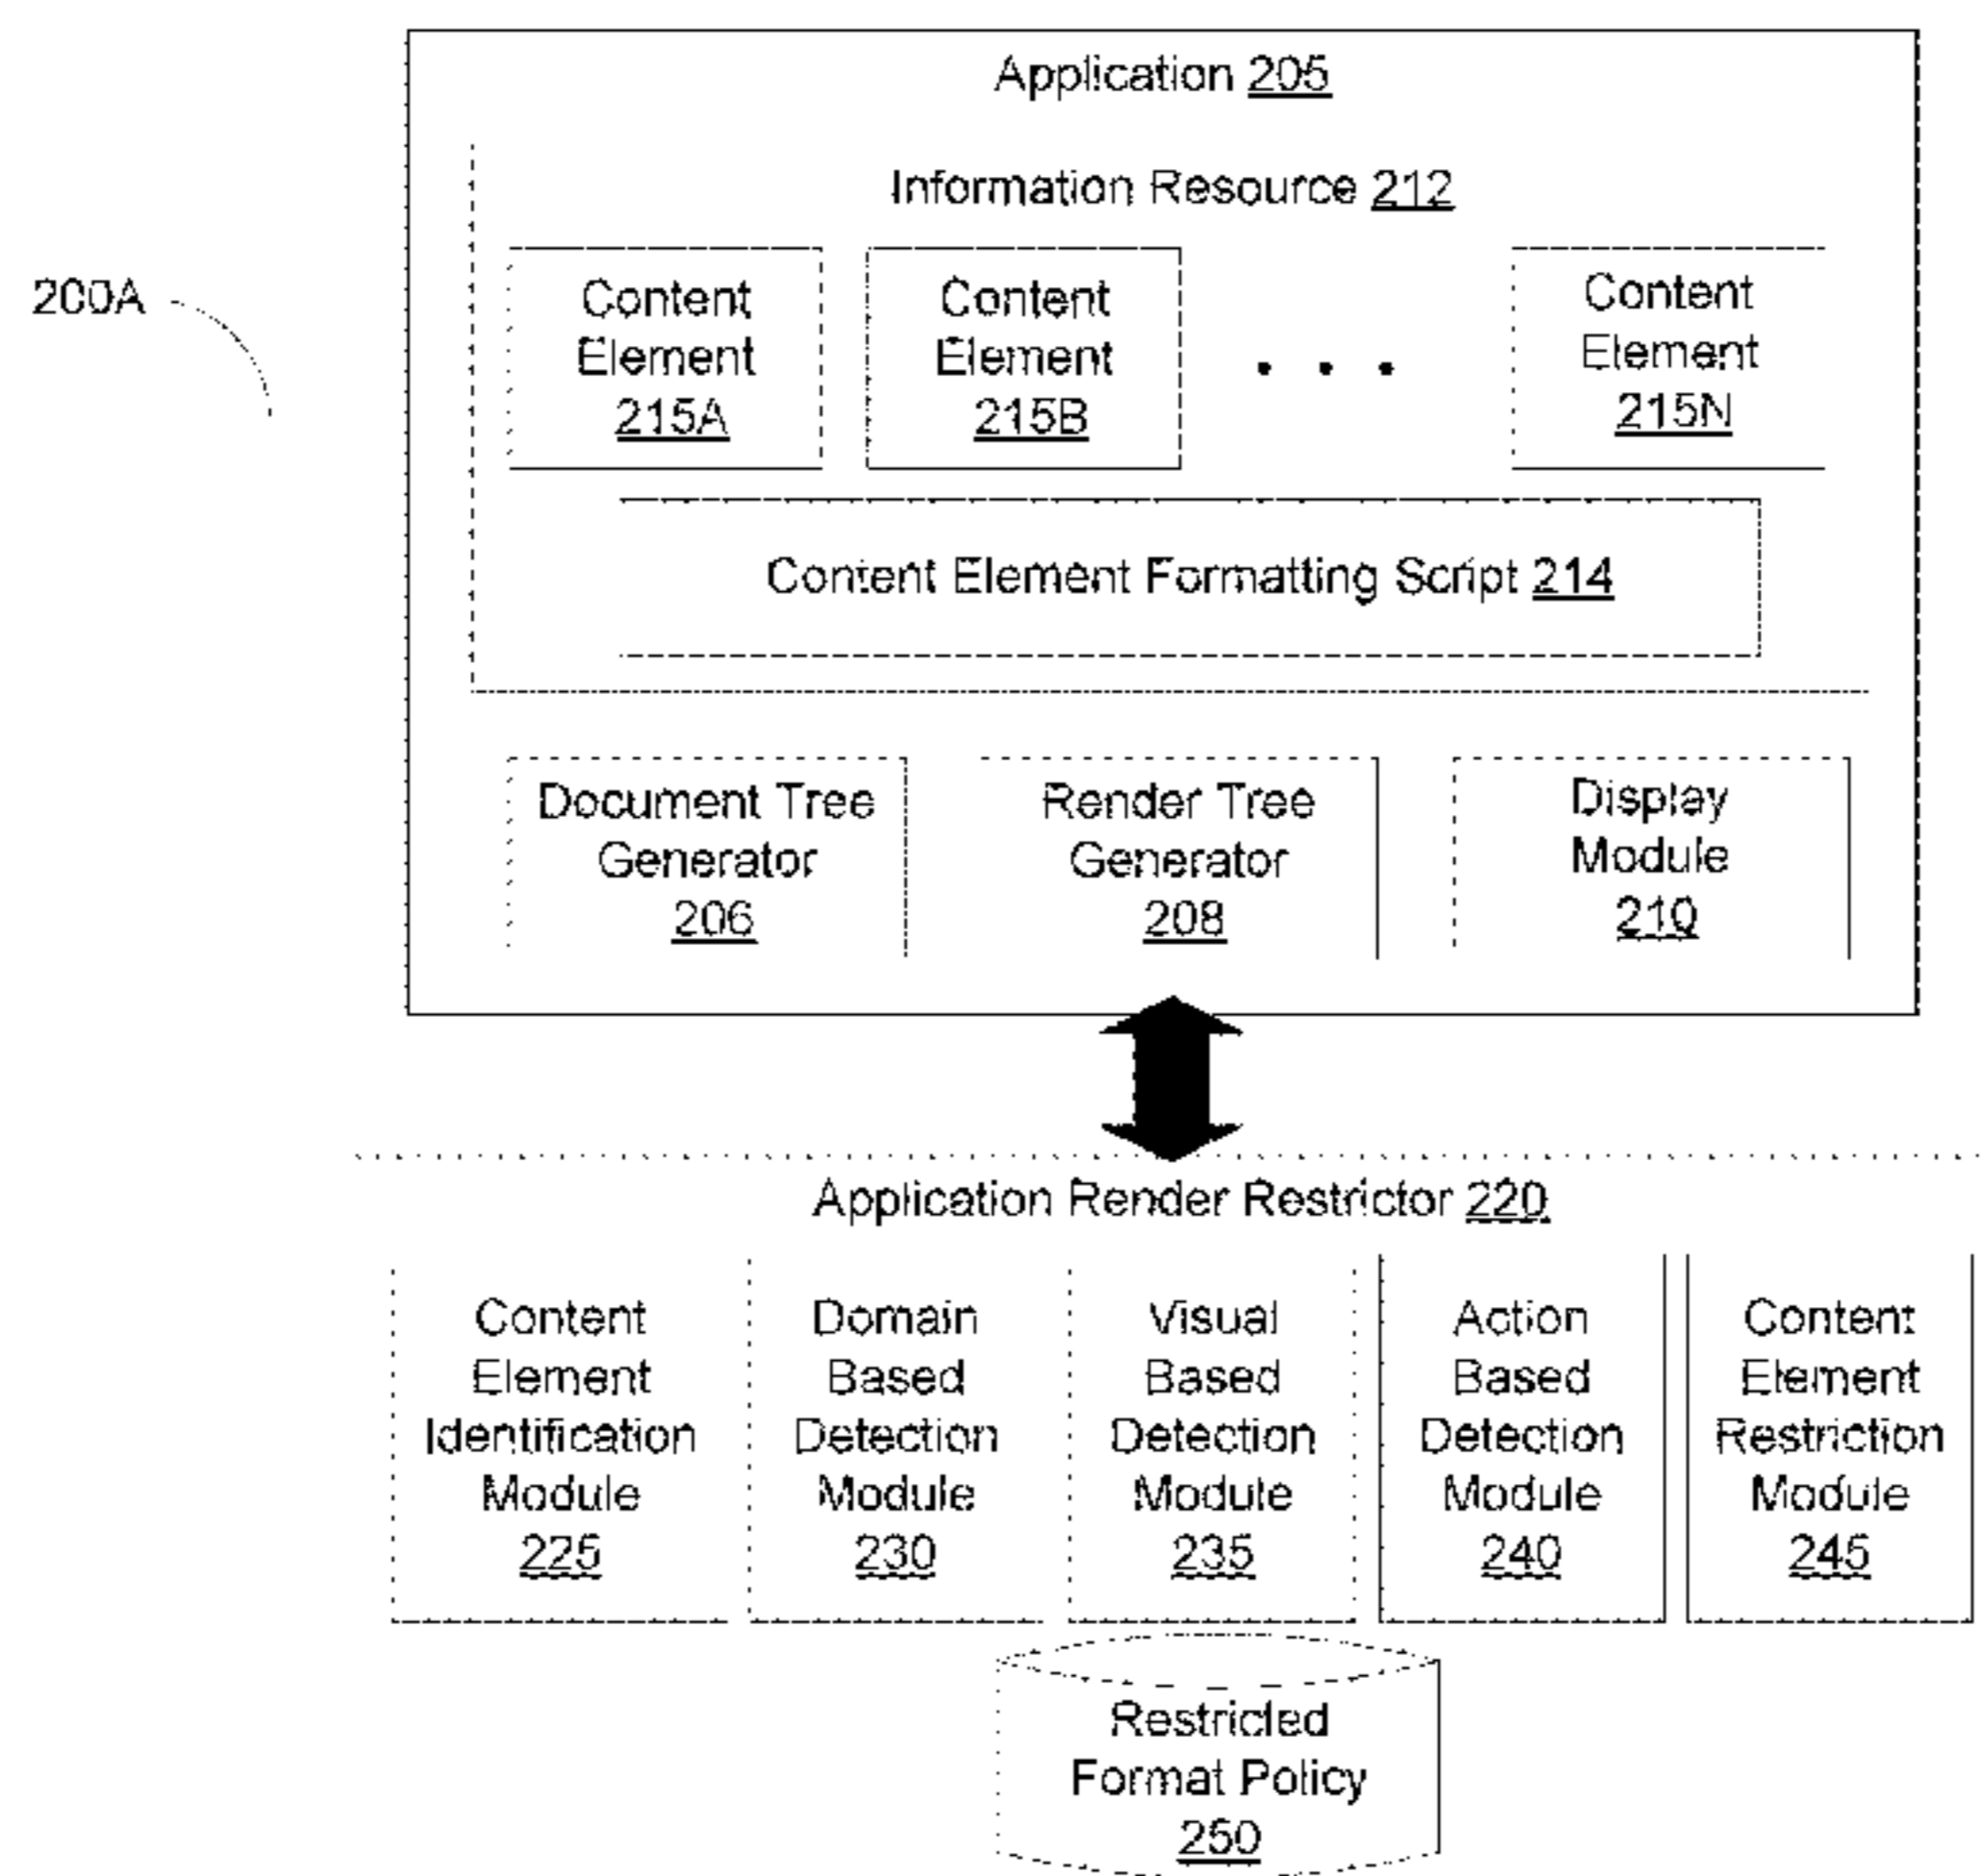 Application 205
Information Resource 212
200A
Content
Element
215A
Content
Element
215B
Content
Element
215N
Content Element Formatting Script 214
Document Tree
Generator
206
Render Tree
Generator
208
Display
Module
210
Application Render Restrictor 220
Content
Element
Identification
Module
225
Domain
Based
Detection
Module
230
Visual
Based
Detection
Module
235
Action
Based
Detection
Module
240
Content
Element
Restriction
Module
245
Restricted
Format Policy
250